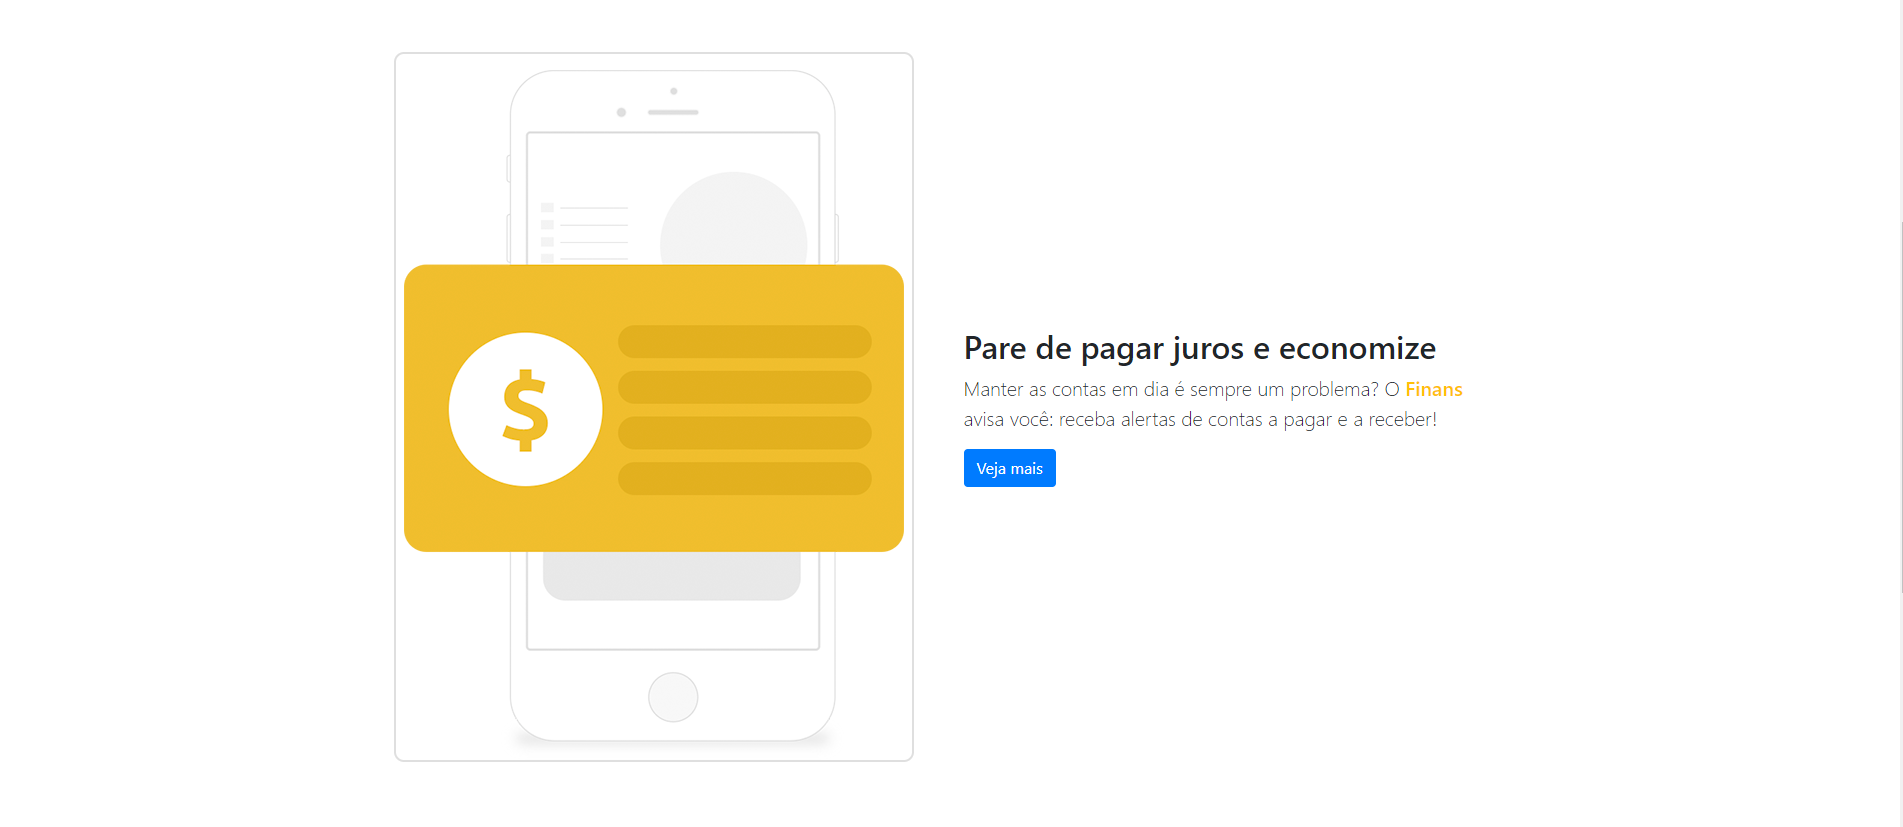 $
Pare de pagar juros e economize
Manter as contas em dia é sempre um problema? O Finans
avisa você: receba alertas de contas a pagar e a receber!
Veja mais